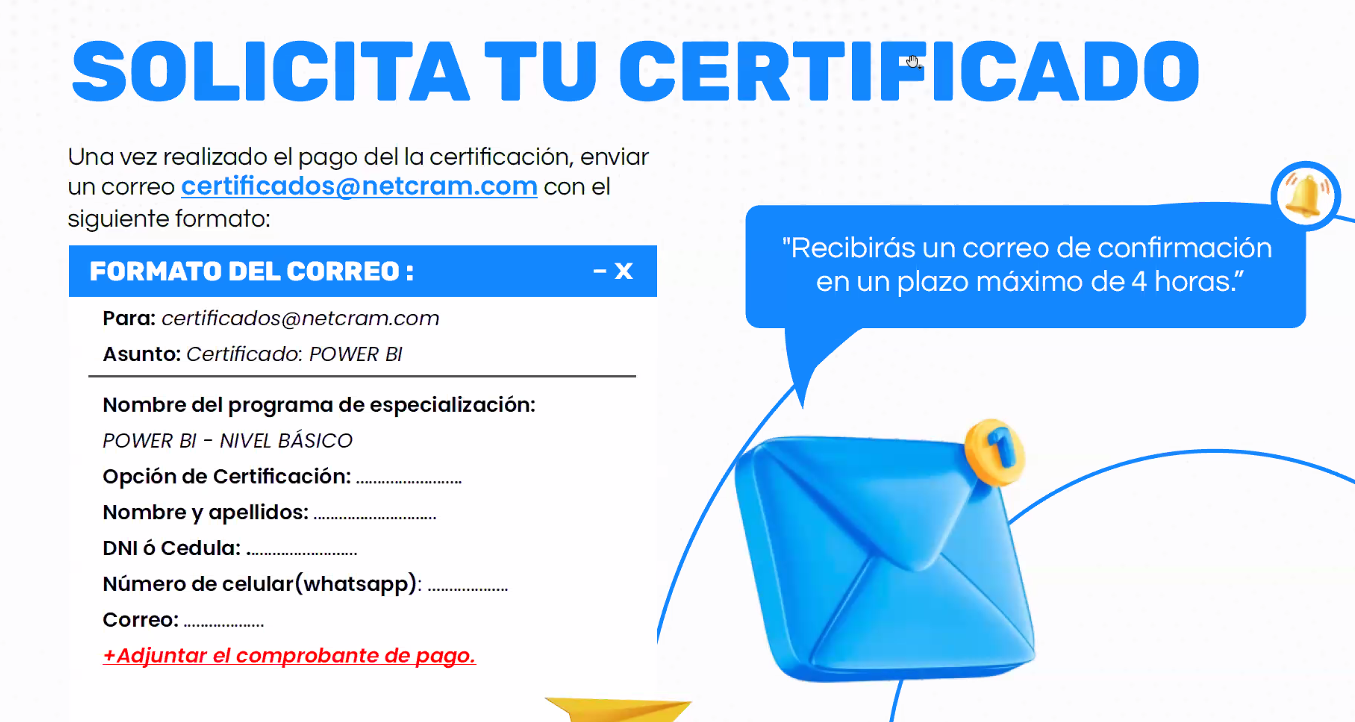 SOLICITA TU CERTIFICADO
Una vez realizado el pago del la certificación, enviar
un correo certificados@netcram.com con el
siguiente formato:
FORMATO DEL CORREO : – X
Para: certificados@netcram.com
Asunto: Certificado: POWER BI
Nombre del programa de especialización:
POWER BI - NIVEL BÁSICO
Opción de Certificación: .........................
Nombre y apellidos: .............................
DNI ó Cedula: ..........................
Número de celular(whatsapp): ...................
Correo: ...................
+Adjuntar el comprobante de pago.
"Recibirás un correo de confirmación
en un plazo máximo de 4 horas.”
1